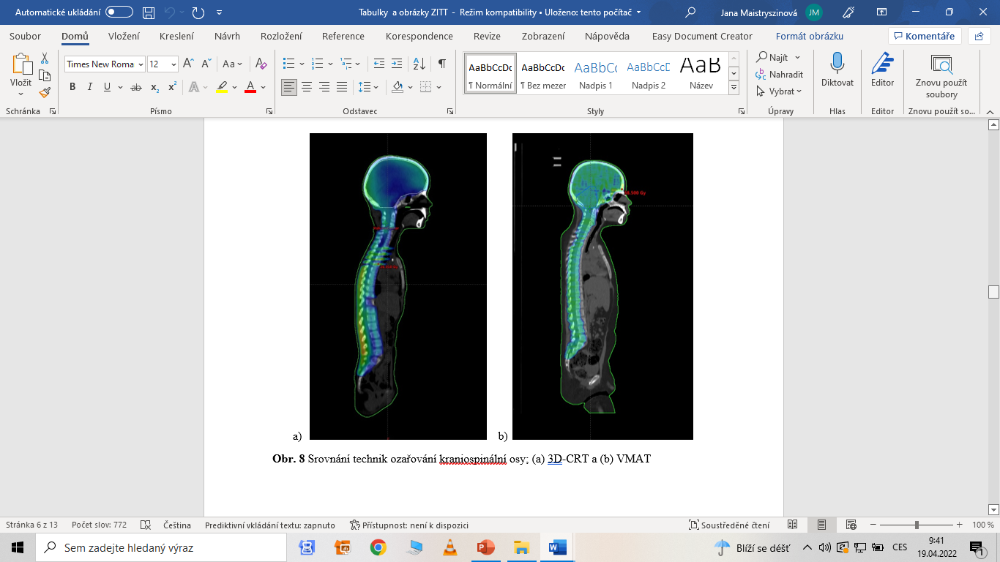 Automatické ukládání
Tabulky a obrázky ZITT - Režim kompatibility • Uloženo: tento počítač
Jana Maistryszinová
JM
Soubor Domů Vložení Kreslení Návrh Rozložení Reference Korespondence Revize Zobrazení Nápověda Easy Document Creator Formát obrázku
Komentáře
Vložit
Times New Roma 12
AaBbCcDc AaBbCcDc AaBbCc AaBbCcD AaB
¶ Normální ¶ Bez mezer Nadpis 1 Nadpis 2 Název
Najít
Nahradit
Vybrat
Diktovat
Editor
Znovu použít
soubory
Schránka Písmo Odstavec Styly Úpravy Hlas Editor Znovu použít so...
a)
b)
Obr. 8 Srovnání technik ozařování kraniospinální osy; (a) 3D-CRT a (b) VMAT
Stránka 6 z 13 Počet slov: 772 Čeština Prediktivní vkládání textu: zapnuto Přístupnost: není k dispozici Soustředěné čtení 100 %
Sem zadejte hledaný výraz
Blíží se déšť
CES
9:41
19.04.2022
1